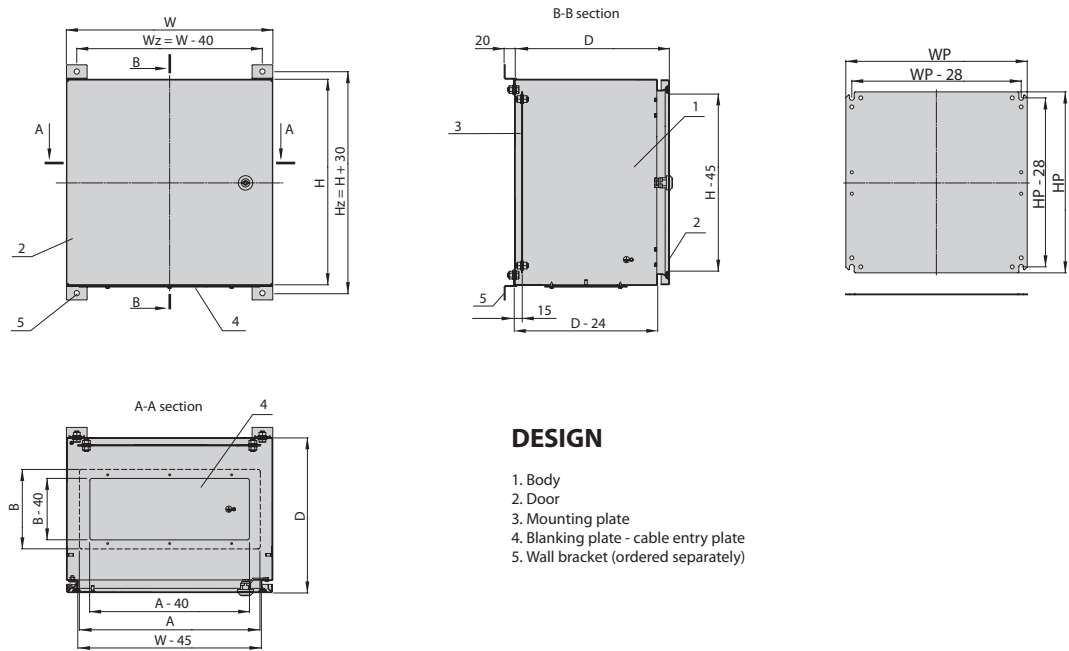 W
Wz = W - 40
B
A
A
H
Hz = H + 30
2
5
B
4
B-B section
20
D
3
1
H - 45
2
5
15
D - 24
WP
WP - 28
HP - 28
HP
A-A section
4
B
B - 40
D
A - 40
A
W - 45
DESIGN
1. Body
2. Door
3. Mounting plate
4. Blanking plate - cable entry plate
5. Wall bracket (ordered separately)